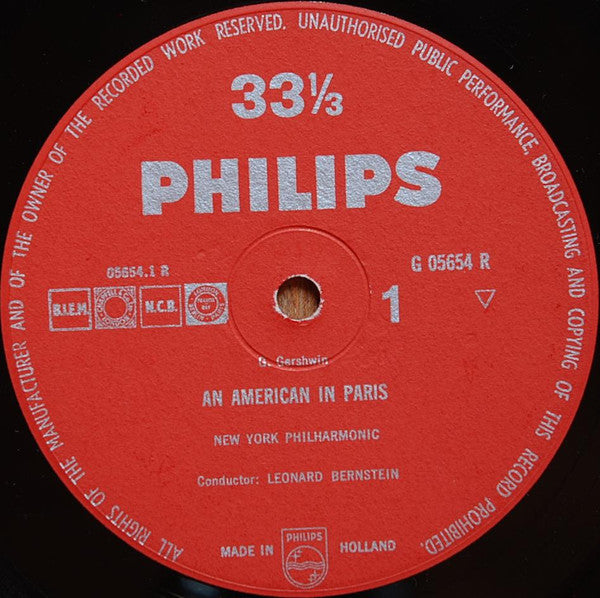 ALL RIGHTS OF THE MANUFACTURER AND OF THE OWNER OF THE RECORDED WORK RESERVED. UNAUTHORISED PUBLIC PERFORMANCE, BROADCASTING AND COPYING OF THIS RECORD PROHIBITED.
33⅓
PHILIPS
05654.1 R
G 05654 R
B.I.E.M.
N.C.B.
1
G. Gershwin
AN AMERICAN IN PARIS
NEW YORK PHILHARMONIC
Conductor: LEONARD BERNSTEIN
MADE IN
PHILIPS
HOLLAND